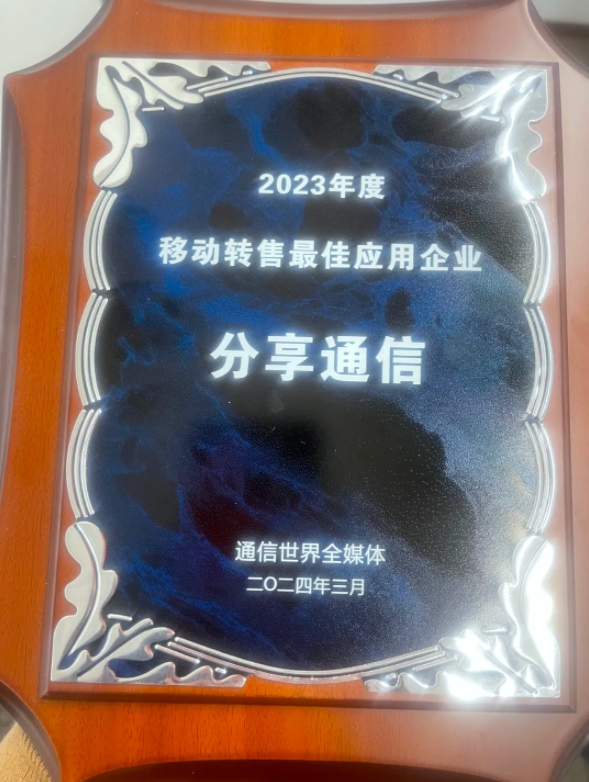 2023年度
移动转售最佳应用企业
分享通信
通信世界全媒体
二〇二四年三月